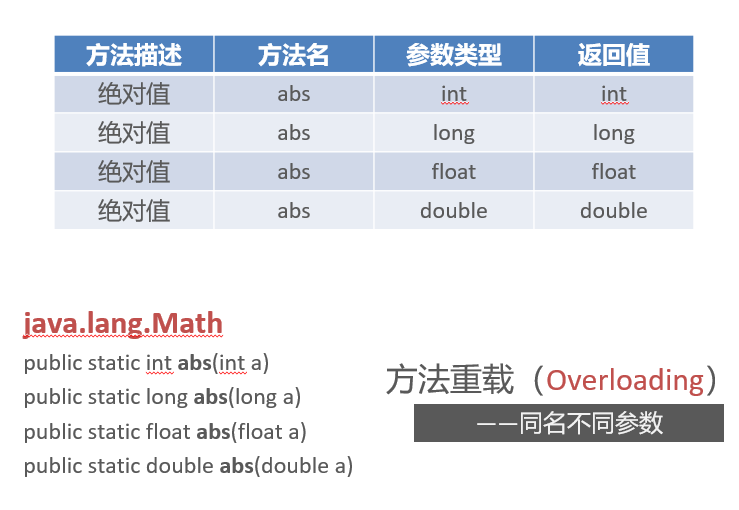 方法描述 方法名 参数类型 返回值
绝对值 abs int int
绝对值 abs long long
绝对值 abs float float
绝对值 abs double double
java.lang.Math
public static int abs(int a)
public static long abs(long a)
public static float abs(float a)
public static double abs(double a)
方法重载（Overloading）
——同名不同参数